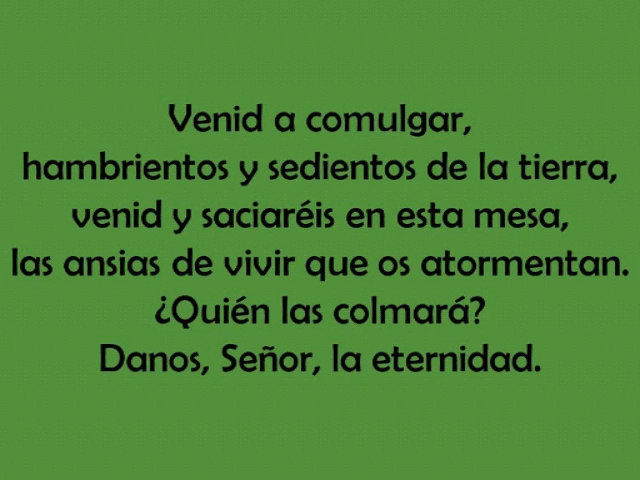 Venid a comulgar,
hambrientos y sedientos de la tierra,
venid y saciaréis en esta mesa,
las ansias de vivir que os atormentan.
¿Quién las colmará?
Danos, Señor, la eternidad.